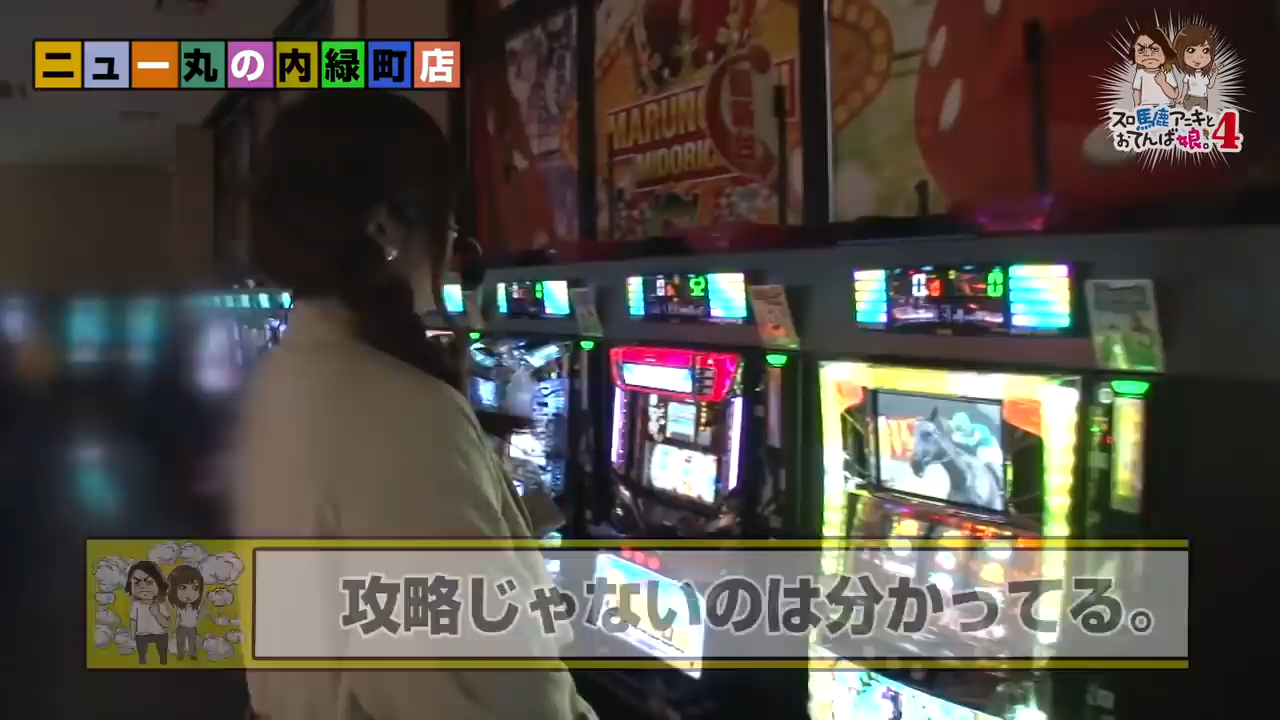 ニュー丸の内緑町店
スロ馬鹿アニキと
おてんば娘。4
MARUNO
MIDORIC
攻略じゃないのは分かってる。